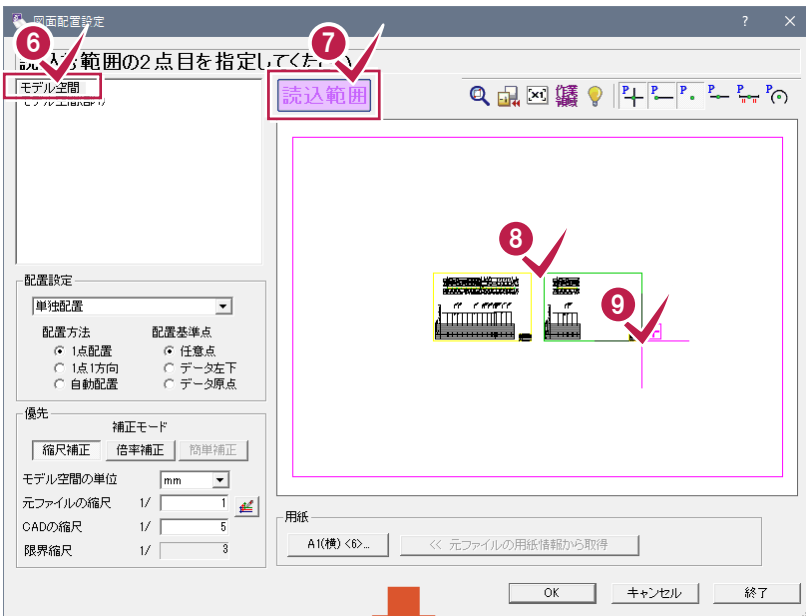 図面配置設定
6
7
読込む範囲の2点目を指定してください
モデル空間
読込範囲
作業
8
9
配置設定
単独配置
配置方法 配置基準点
1点配置 任意点
1点1方向 データ左下
自動配置 データ原点
優先
補正モード
縮尺補正 倍率補正 簡単補正
モデル空間の単位 mm
元ファイルの縮尺 1/ 1
CADの縮尺 1/ 5
限界縮尺 1/ 3
用紙
A1(横) <6>... << 元ファイルの用紙情報から取得
OK キャンセル 終了